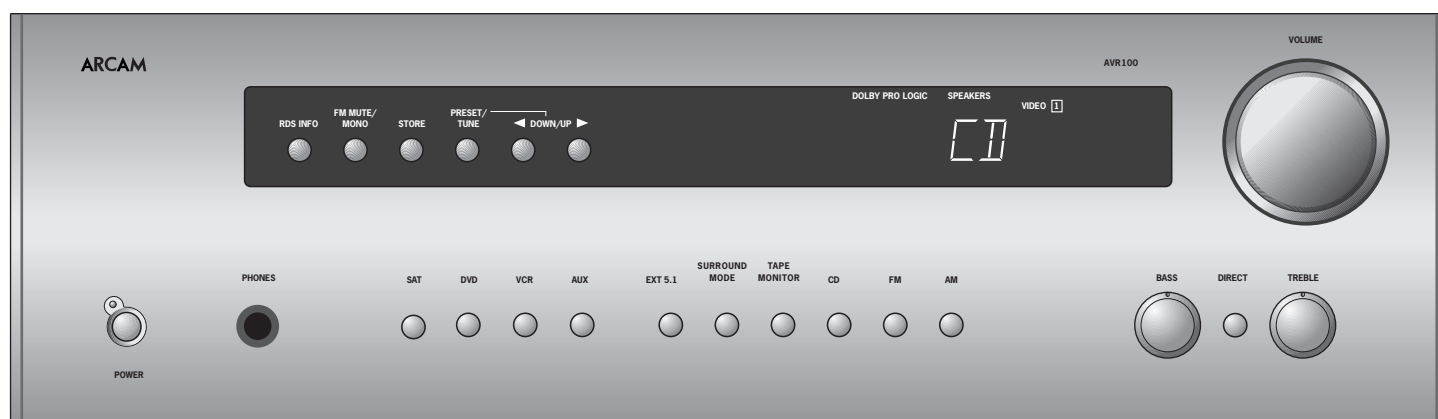 VOLUME
ARCAM
AVR100
DOLBY PRO LOGIC SPEAKERS
VIDEO 1
RDS INFO
FM MUTE/
MONO
STORE
PRESET/
TUNE
◄ DOWN/UP ►
CD
PHONES
SAT
DVD
VCR
AUX
EXT 5.1
SURROUND
MODE
TAPE
MONITOR
CD
FM
AM
BASS
DIRECT
TREBLE
POWER